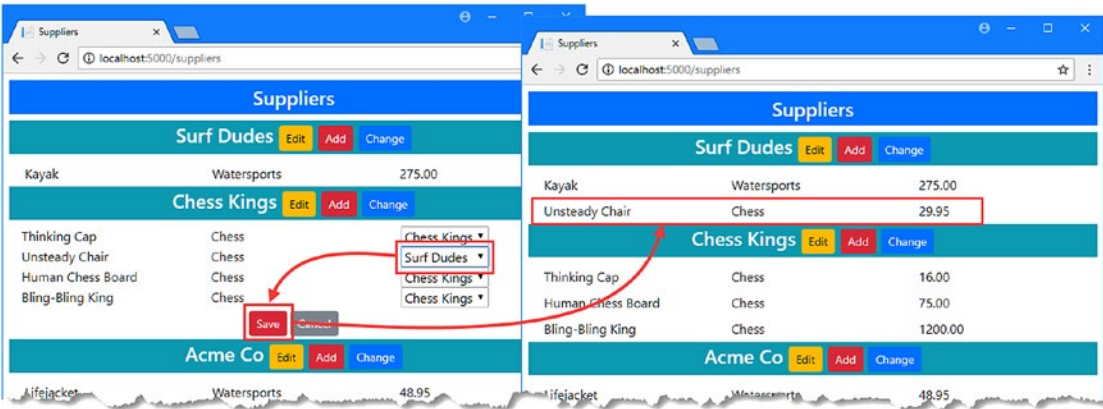 Suppliers
localhost:5000/suppliers
Suppliers
Surf Dudes Edit Add Change
Kayak Watersports 275.00
Chess Kings Edit Add Change
Thinking Cap Chess Chess Kings
Unsteady Chair Chess Surf Dudes
Human Chess Board Chess Chess Kings
Bling-Bling King Chess Chess Kings
Save Cancel
Acme Co Edit Add Change
Lifejacket Watersports 48.95
Suppliers
localhost:5000/suppliers
Suppliers
Surf Dudes Edit Add Change
Kayak Watersports 275.00
Unsteady Chair Chess 29.95
Chess Kings Edit Add Change
Thinking Cap Chess 16.00
Human Chess Board Chess 75.00
Bling-Bling King Chess 1200.00
Acme Co Edit Add Change
Lifejacket Watersports 48.95